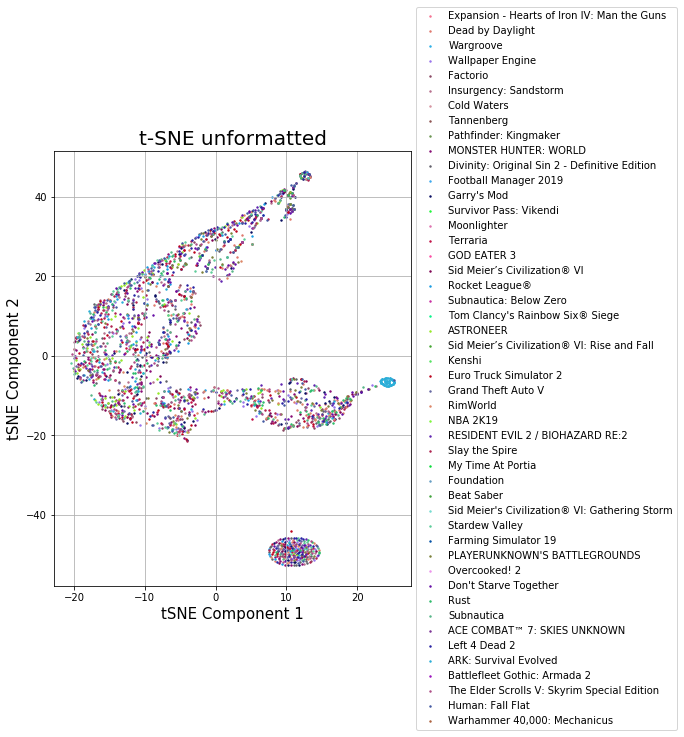 t-SNE unformatted
tSNE Component 2
40
20
0
−20
−40
−20
−10
0
10
20
tSNE Component 1
Expansion - Hearts of Iron IV: Man the Guns
Dead by Daylight
Wargroove
Wallpaper Engine
Factorio
Insurgency: Sandstorm
Cold Waters
Tannenberg
Pathfinder: Kingmaker
MONSTER HUNTER: WORLD
Divinity: Original Sin 2 - Definitive Edition
Football Manager 2019
Garry's Mod
Survivor Pass: Vikendi
Moonlighter
Terraria
GOD EATER 3
Sid Meier’s Civilization® VI
Rocket League®
Subnautica: Below Zero
Tom Clancy's Rainbow Six® Siege
ASTRONEER
Sid Meier’s Civilization® VI: Rise and Fall
Kenshi
Euro Truck Simulator 2
Grand Theft Auto V
RimWorld
NBA 2K19
RESIDENT EVIL 2 / BIOHAZARD RE:2
Slay the Spire
My Time At Portia
Foundation
Beat Saber
Sid Meier's Civilization® VI: Gathering Storm
Stardew Valley
Farming Simulator 19
PLAYERUNKNOWN'S BATTLEGROUNDS
Overcooked! 2
Don't Starve Together
Rust
Subnautica
ACE COMBAT™ 7: SKIES UNKNOWN
Left 4 Dead 2
ARK: Survival Evolved
Battlefleet Gothic: Armada 2
The Elder Scrolls V: Skyrim Special Edition
Human: Fall Flat
Warhammer 40,000: Mechanicus